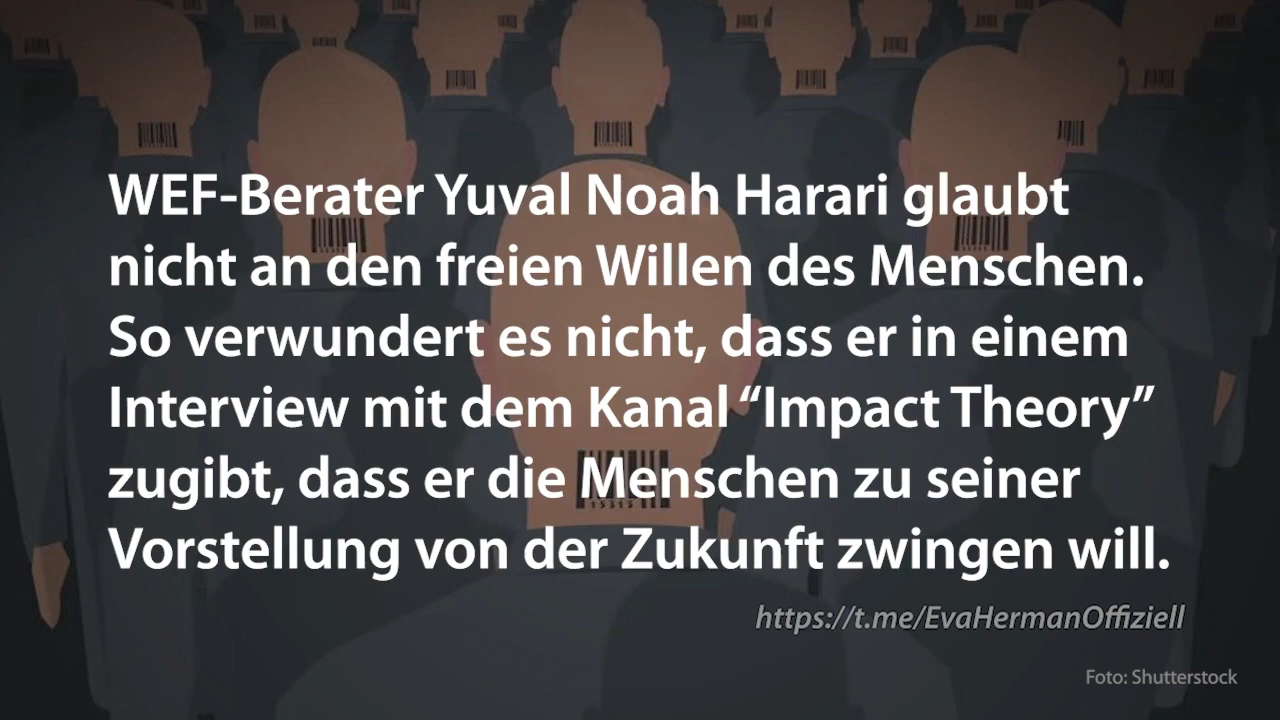 WEF-Berater Yuval Noah Harari glaubt
nicht an den freien Willen des Menschen.
So verwundert es nicht, dass er in einem
Interview mit dem Kanal “Impact Theory”
zugibt, dass er die Menschen zu seiner
Vorstellung von der Zukunft zwingen will.
https://t.me/EvaHermanOffiziell
Foto: Shutterstock